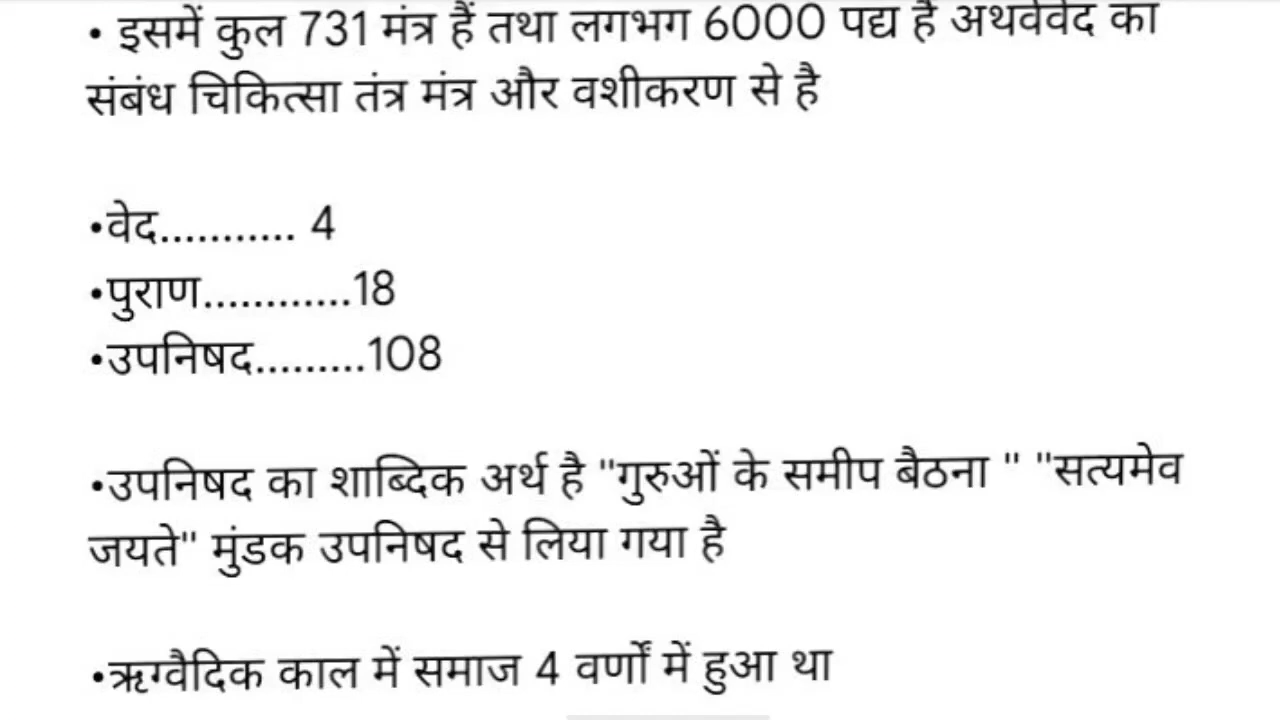 • इसमें कुल 731 मंत्र हैं तथा लगभग 6000 पद्य है अथर्ववेद का
संबंध चिकित्सा तंत्र मंत्र और वशीकरण से है
•वेद........... 4
•पुराण............18
•उपनिषद.........108
•उपनिषद का शाब्दिक अर्थ है "गुरुओं के समीप बैठना " "सत्यमेव
जयते" मुंडक उपनिषद से लिया गया है
•ऋग्वैदिक काल में समाज 4 वर्णों में हुआ था